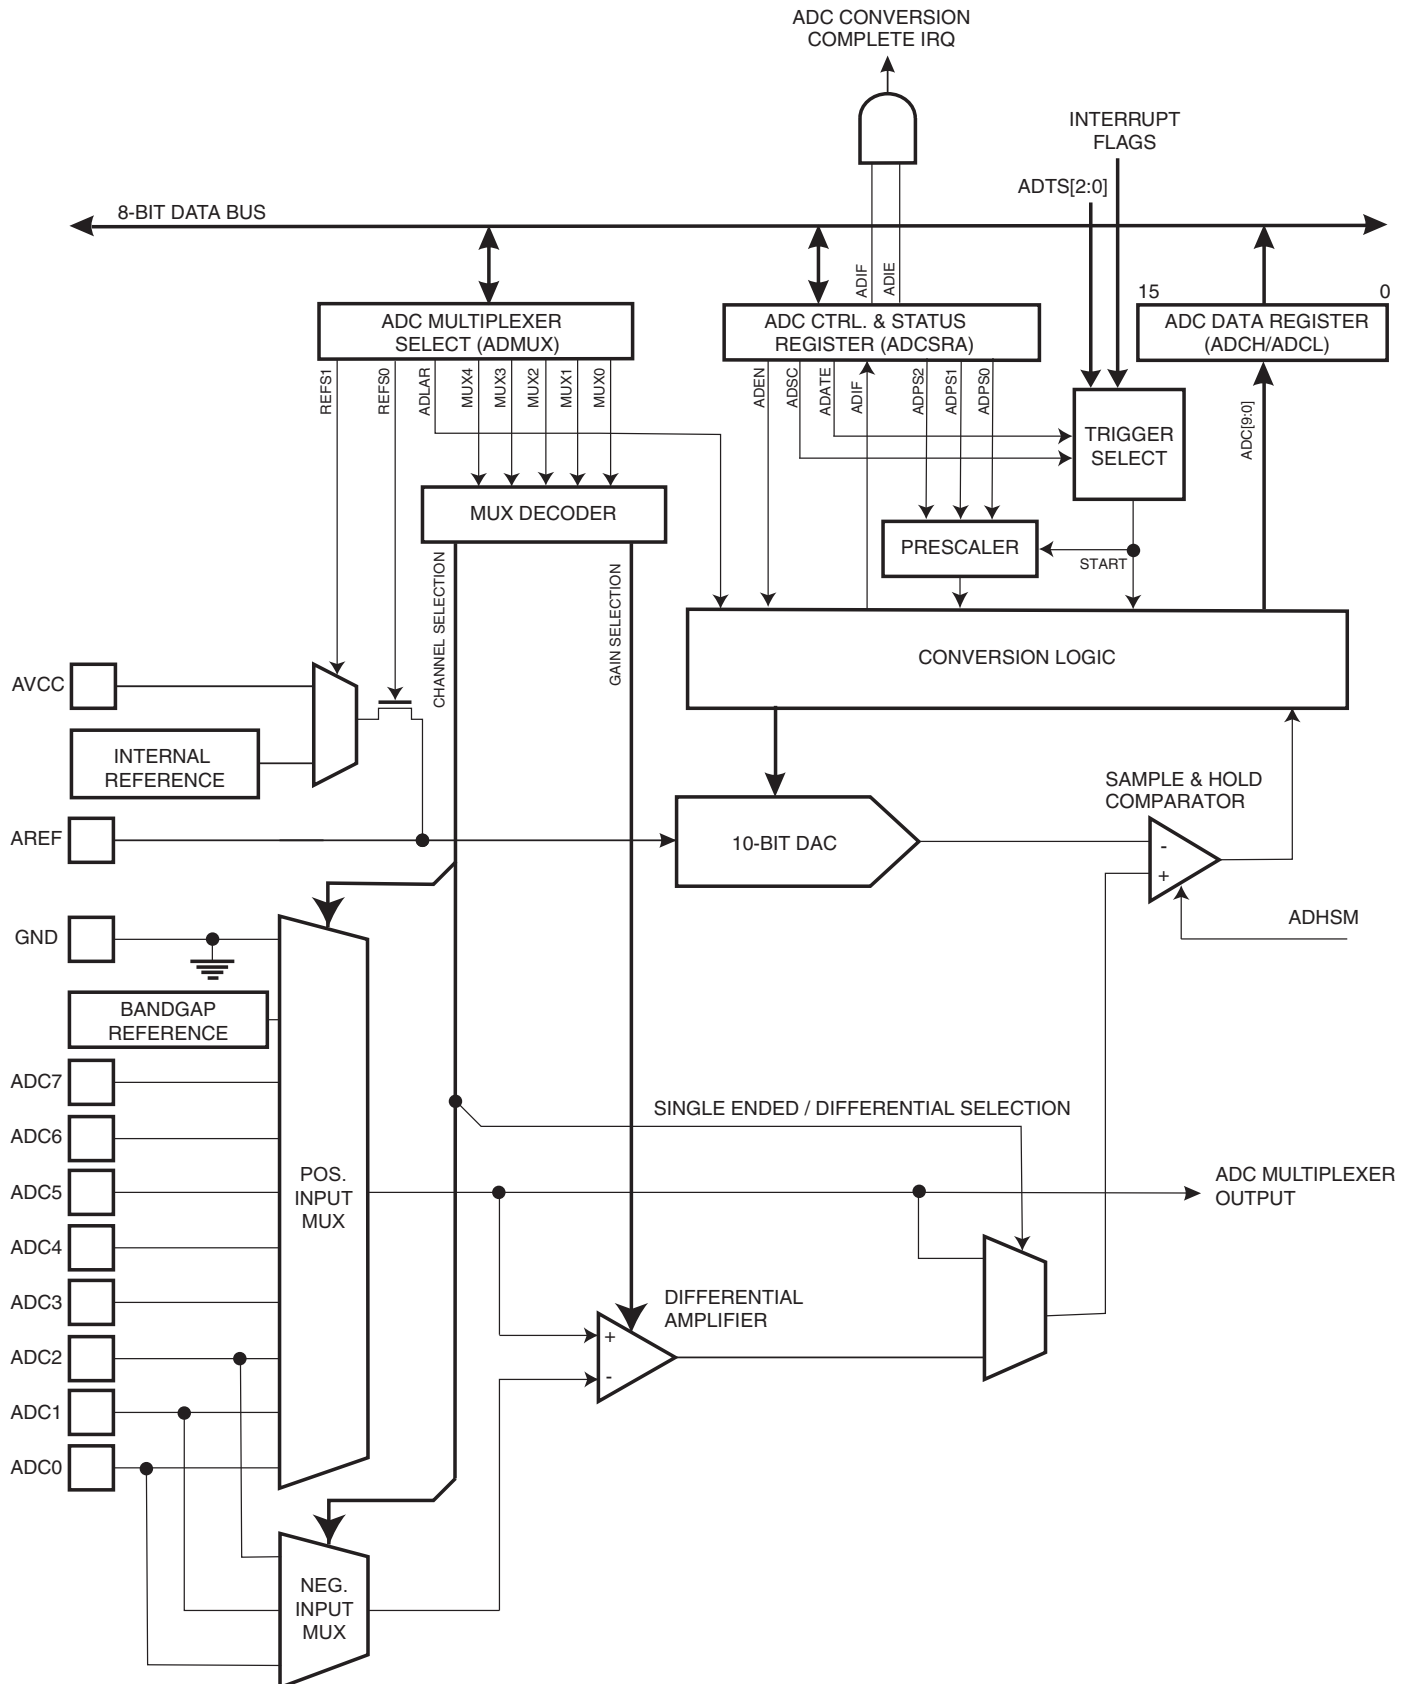 ADC CONVERSION
COMPLETE IRQ
INTERRUPT
FLAGS
ADTS[2:0]
8-BIT DATA BUS
ADIF
ADIE
15
0
ADC MULTIPLEXER
SELECT (ADMUX)
ADC CTRL. & STATUS
REGISTER (ADCSRA)
ADC DATA REGISTER
(ADCH/ADCL)
REFS1
REFS0
ADLAR
MUX4
MUX3
MUX2
MUX1
MUX0
ADEN
ADSC
ADATE
ADIF
ADPS2
ADPS1
ADPS0
ADC[9:0]
TRIGGER
SELECT
MUX DECODER
PRESCALER
START
CHANNEL SELECTION
GAIN SELECTION
CONVERSION LOGIC
AVCC
INTERNAL
REFERENCE
SAMPLE & HOLD
COMPARATOR
AREF
10-BIT DAC
-
+
ADHSM
GND
BANDGAP
REFERENCE
ADC7
ADC6
ADC5
ADC4
ADC3
ADC2
ADC1
ADC0
POS.
INPUT
MUX
SINGLE ENDED / DIFFERENTIAL SELECTION
ADC MULTIPLEXER
OUTPUT
DIFFERENTIAL
AMPLIFIER
+
-
NEG.
INPUT
MUX